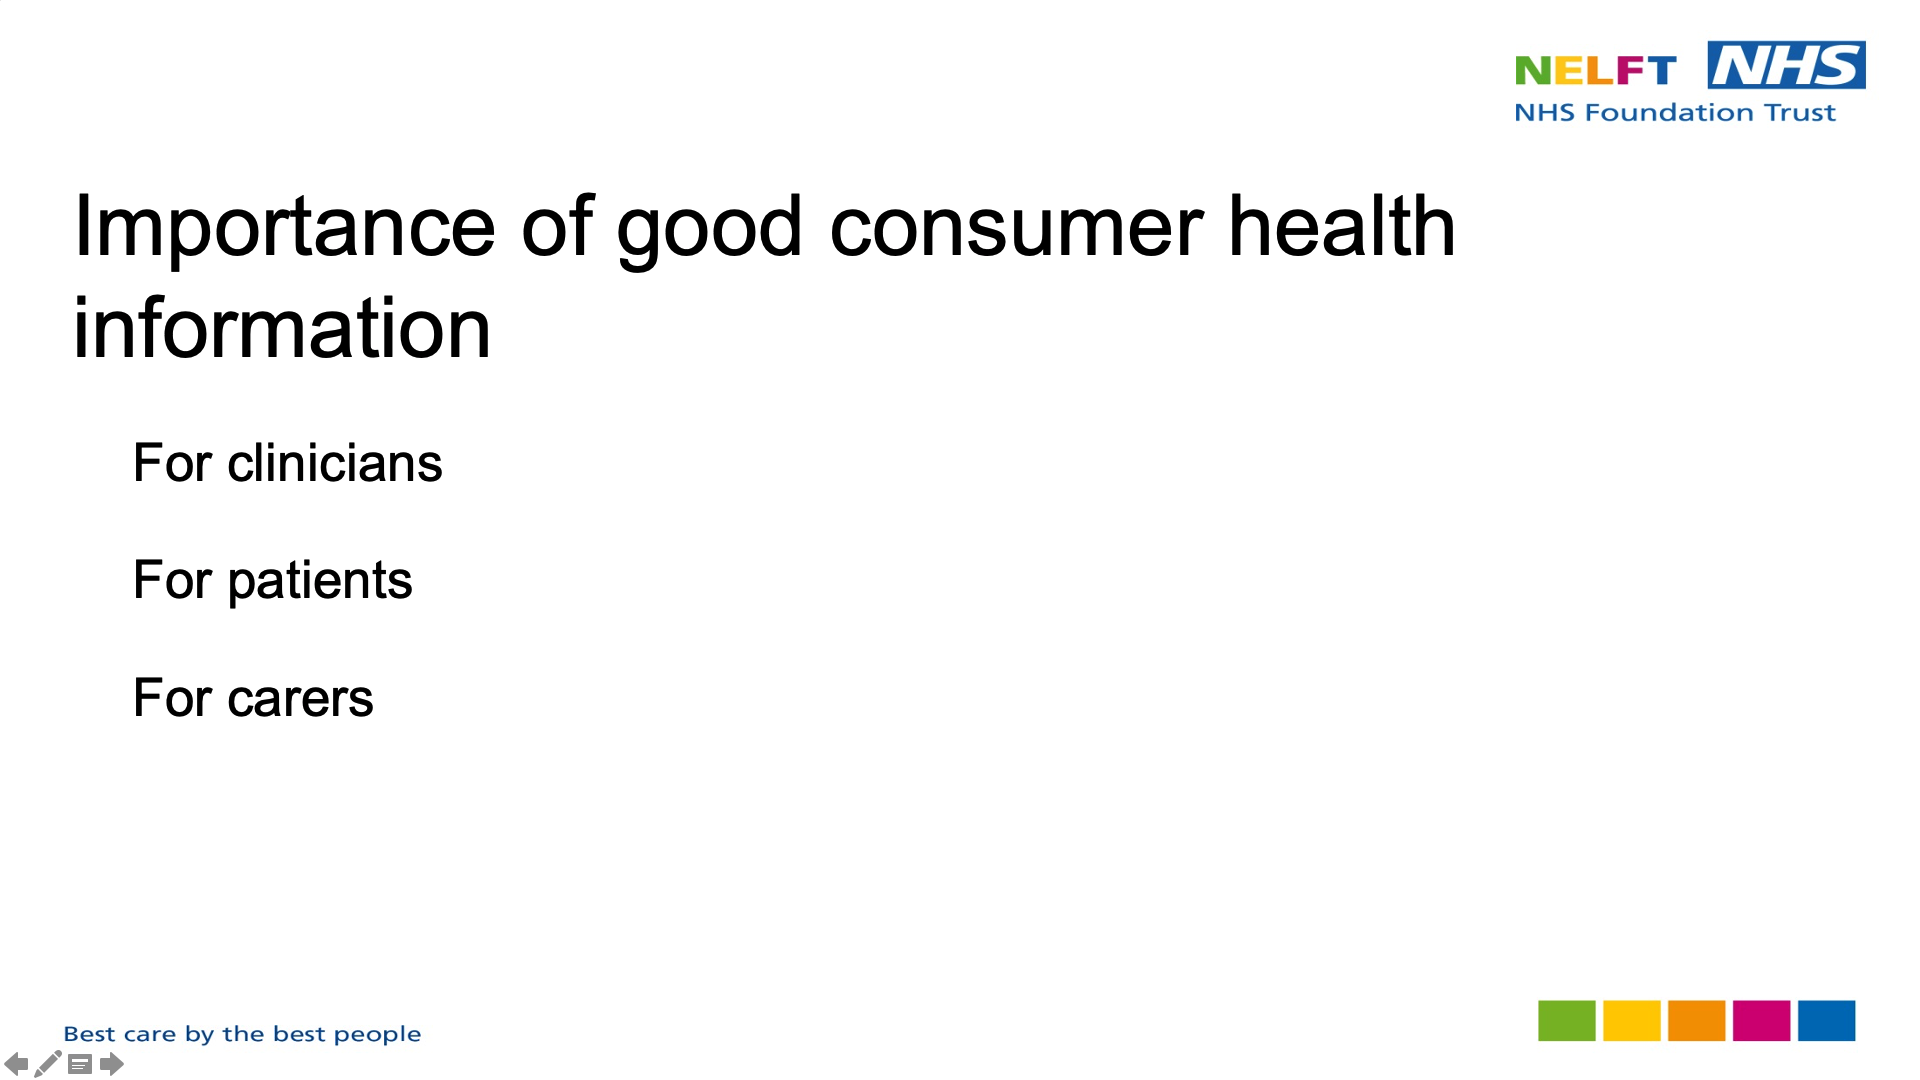 NELFT NHS
NHS Foundation Trust
Importance of good consumer health
information
For clinicians
For patients
For carers
Best care by the best people